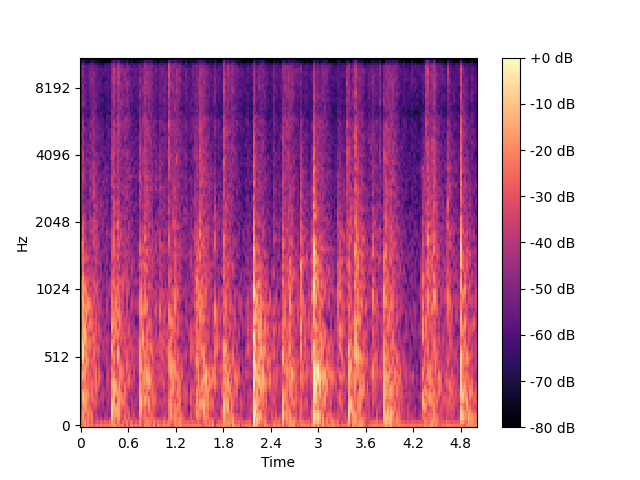 8192
4096
2048
1024
512
0
Hz
0 0.6 1.2 1.8 2.4 3 3.6 4.2 4.8
Time
+0 dB
-10 dB
-20 dB
-30 dB
-40 dB
-50 dB
-60 dB
-70 dB
-80 dB